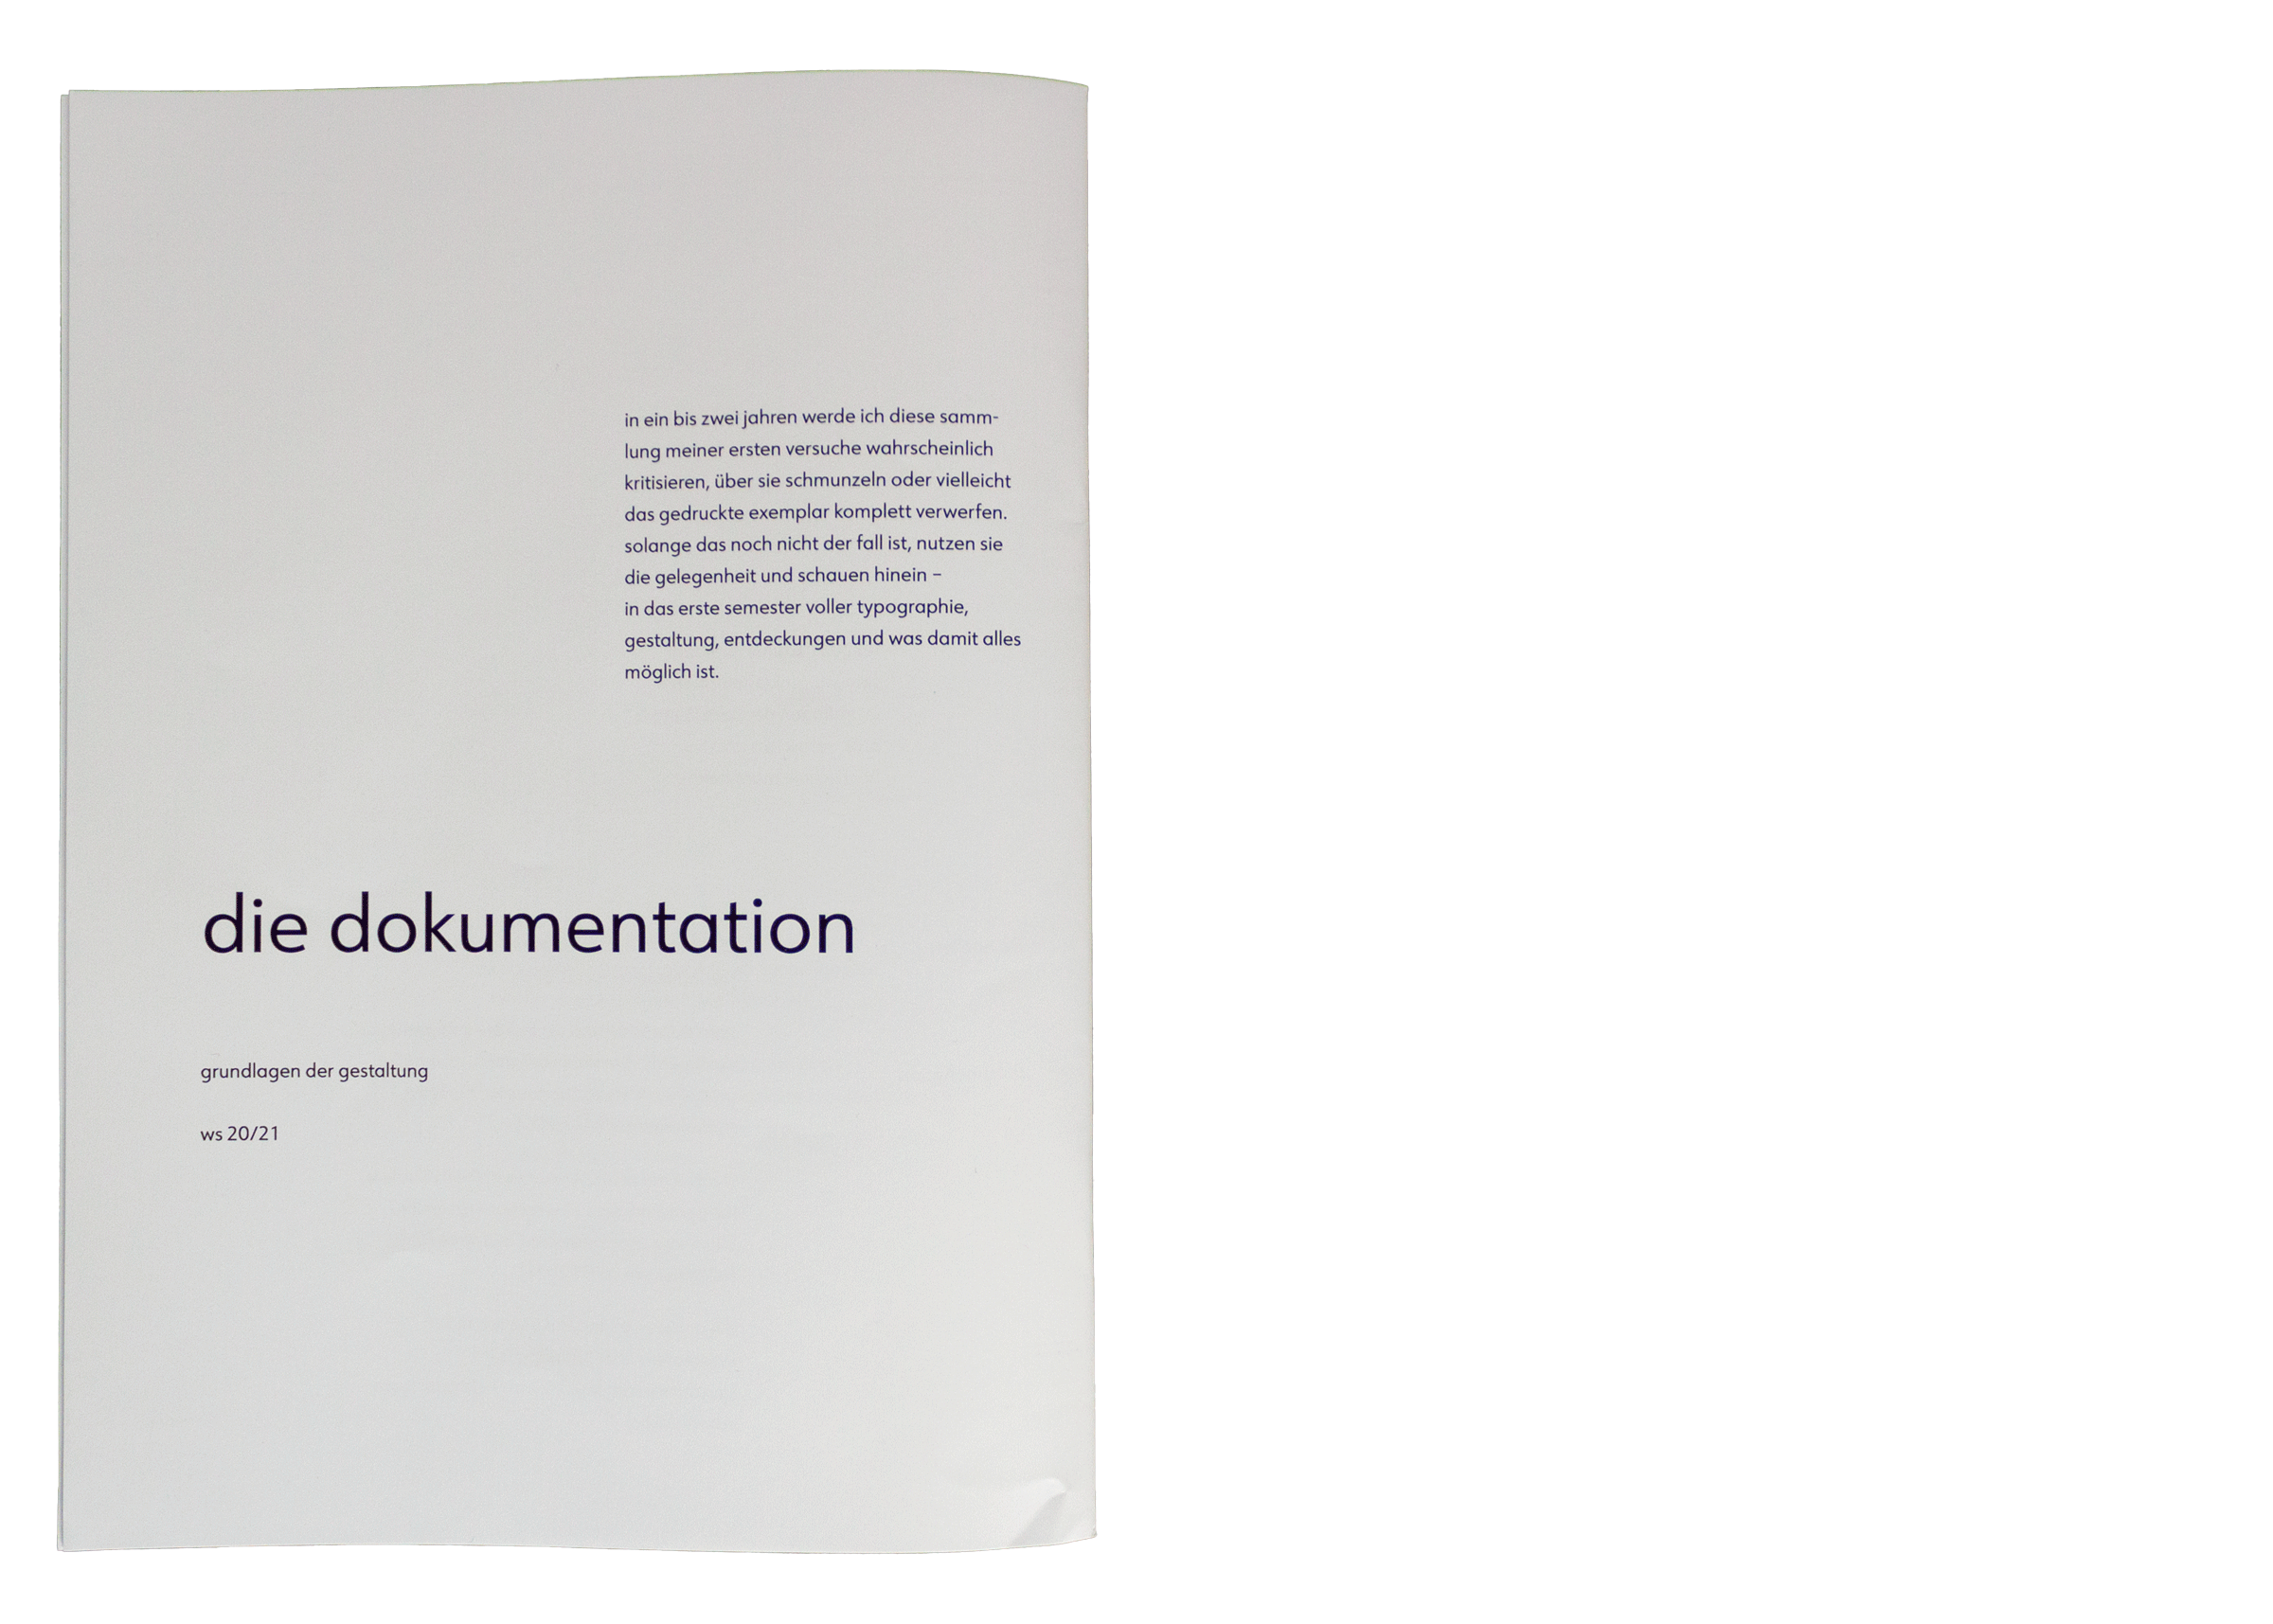 in ein bis zwei jahren werde ich diese samm-
lung meiner ersten versuche wahrscheinlich
kritisieren, über sie schmunzeln oder vielleicht
das gedruckte exemplar komplett verwerfen.
solange das noch nicht der fall ist, nutzen sie
die gelegenheit und schauen hinein –
in das erste semester voller typographie,
gestaltung, entdeckungen und was damit alles
möglich ist.
die dokumentation
grundlagen der gestaltung
ws 20/21